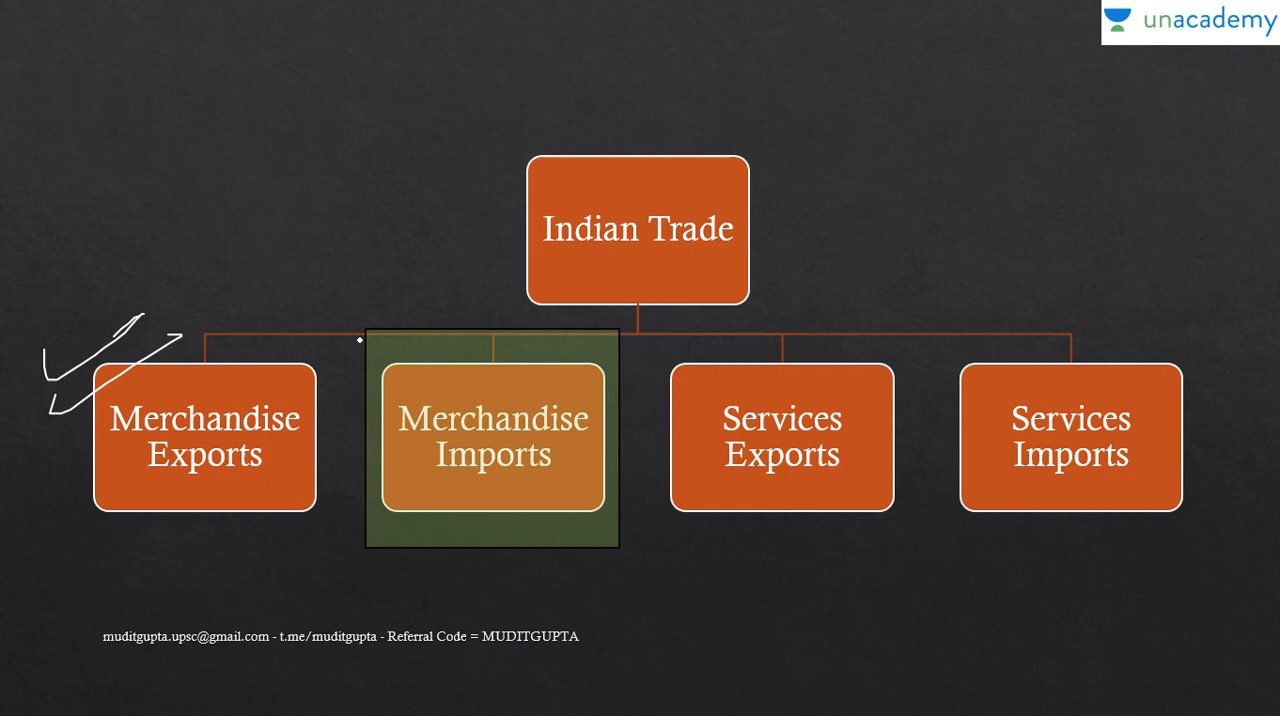 unacademy
Indian Trade
Merchandise
Exports
Merchandise
Imports
Services
Exports
Services
Imports
muditgupta.upsc@gmail.com - t.me/muditgupta - Referral Code = MUDITGUPTA